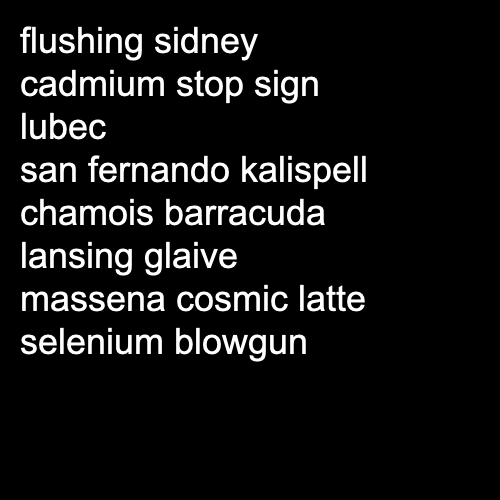 flushing sidney
cadmium stop sign
lubec
san fernando kalispell
chamois barracuda
lansing glaive
massena cosmic latte
selenium blowgun